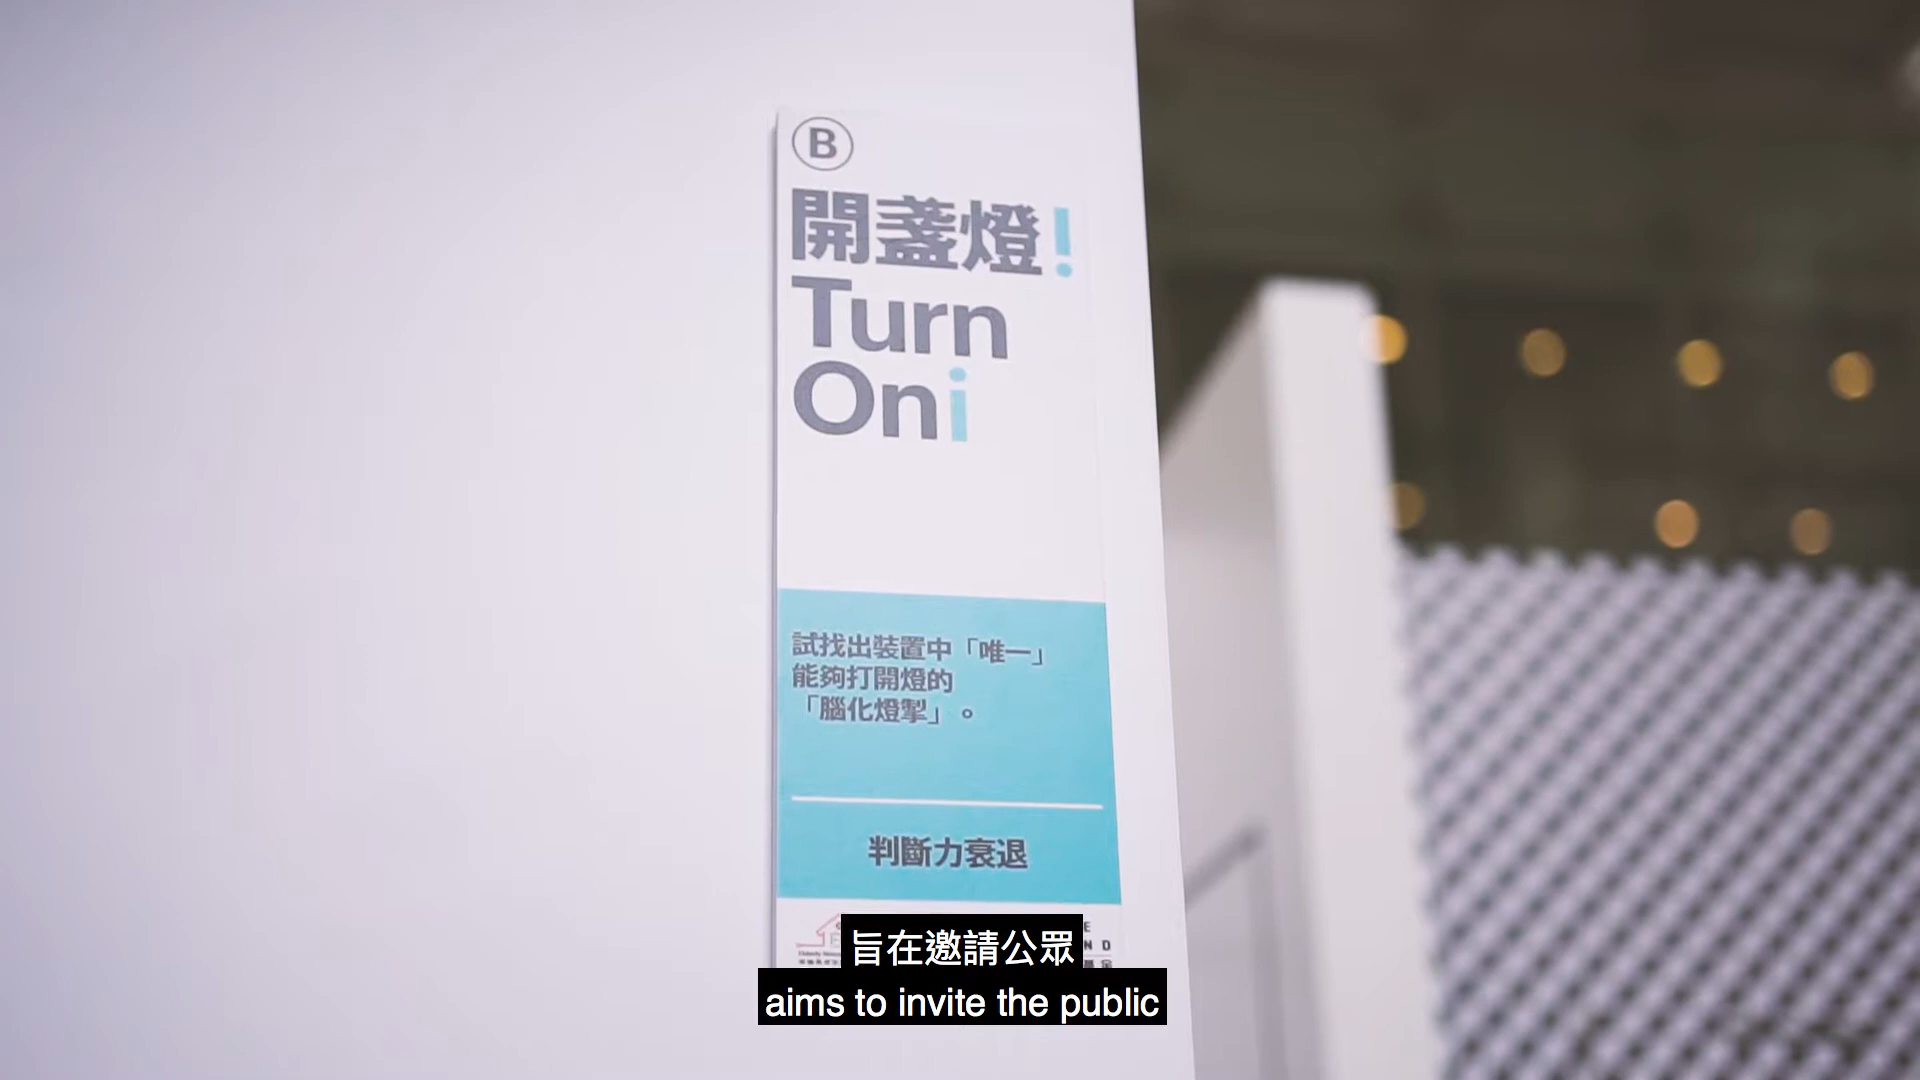 B
開盞燈!
Turn
On¡
試找出裝置中「唯一」
能夠打開燈的
「腦化燈掣」。
判斷力衰退
旨在邀請公眾
aims to invite the public